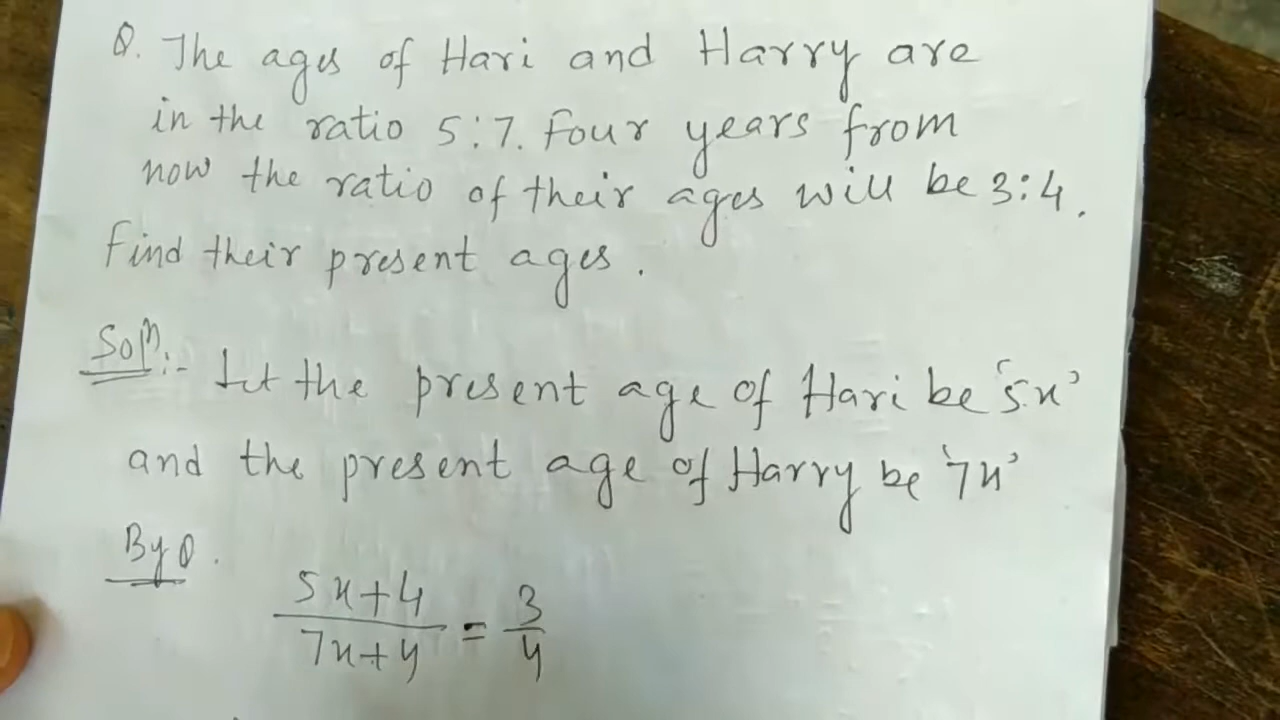 Q. The ages of Hari and Harry are
in the ratio 5:7. Four years from
now the ratio of their ages will be 3:4.
Find their present ages.
Solⁿ:- Let the present age of Hari be '5x'
and the present age of Harry be '7x'
By Q.
5x+4 / 7x+4 = 3/4